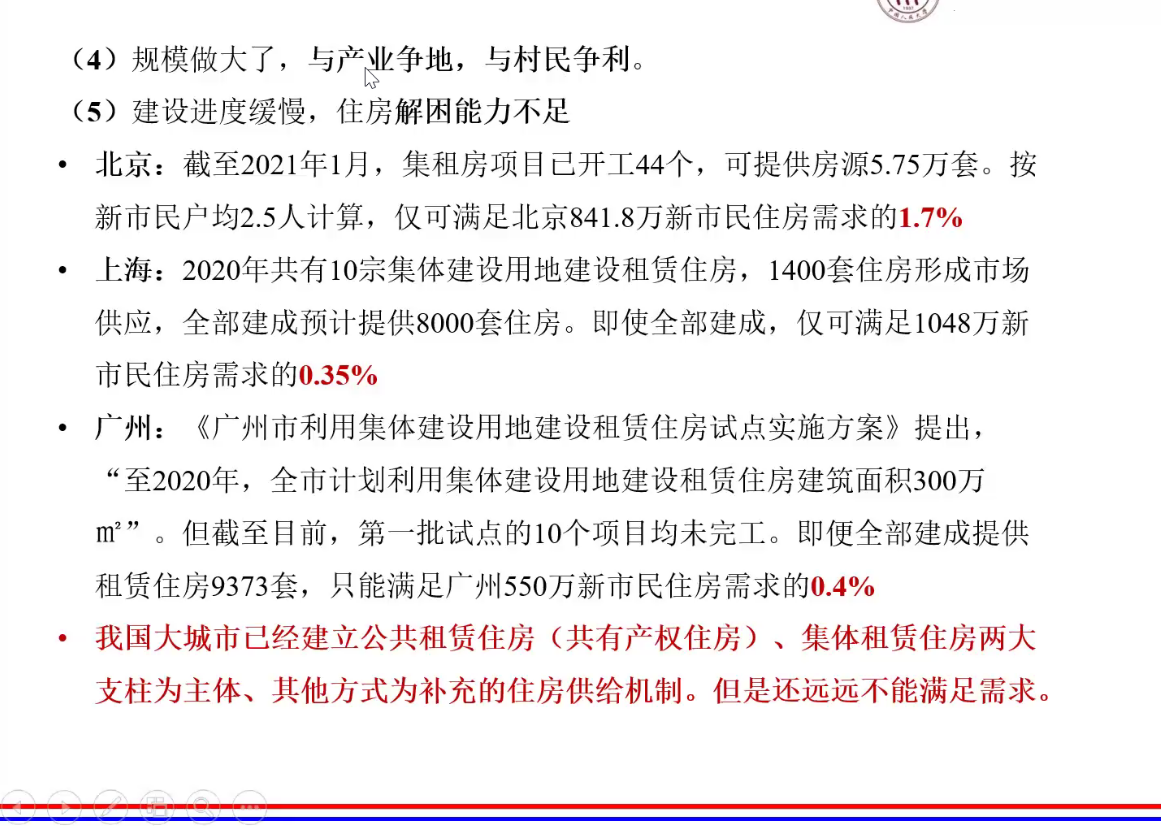 （4）规模做大了，与产业争地，与村民争利。
（5）建设进度缓慢，住房解困能力不足
• 北京：截至2021年1月，集租房项目已开工44个，可提供房源5.75万套。按
新市民户均2.5人计算，仅可满足北京841.8万新市民住房需求的1.7%
• 上海：2020年共有10宗集体建设用地建设租赁住房，1400套住房形成市场
供应，全部建成预计提供8000套住房。即使全部建成，仅可满足1048万新
市民住房需求的0.35%
• 广州：《广州市利用集体建设用地建设租赁住房试点实施方案》提出，
“至2020年，全市计划利用集体建设用地建设租赁住房建筑面积300万
㎡”。但截至目前，第一批试点的10个项目均未完工。即便全部建成提供
租赁住房9373套，只能满足广州550万新市民住房需求的0.4%
• 我国大城市已经建立公共租赁住房（共有产权住房）、集体租赁住房两大
支柱为主体、其他方式为补充的住房供给机制。但是还远远不能满足需求。